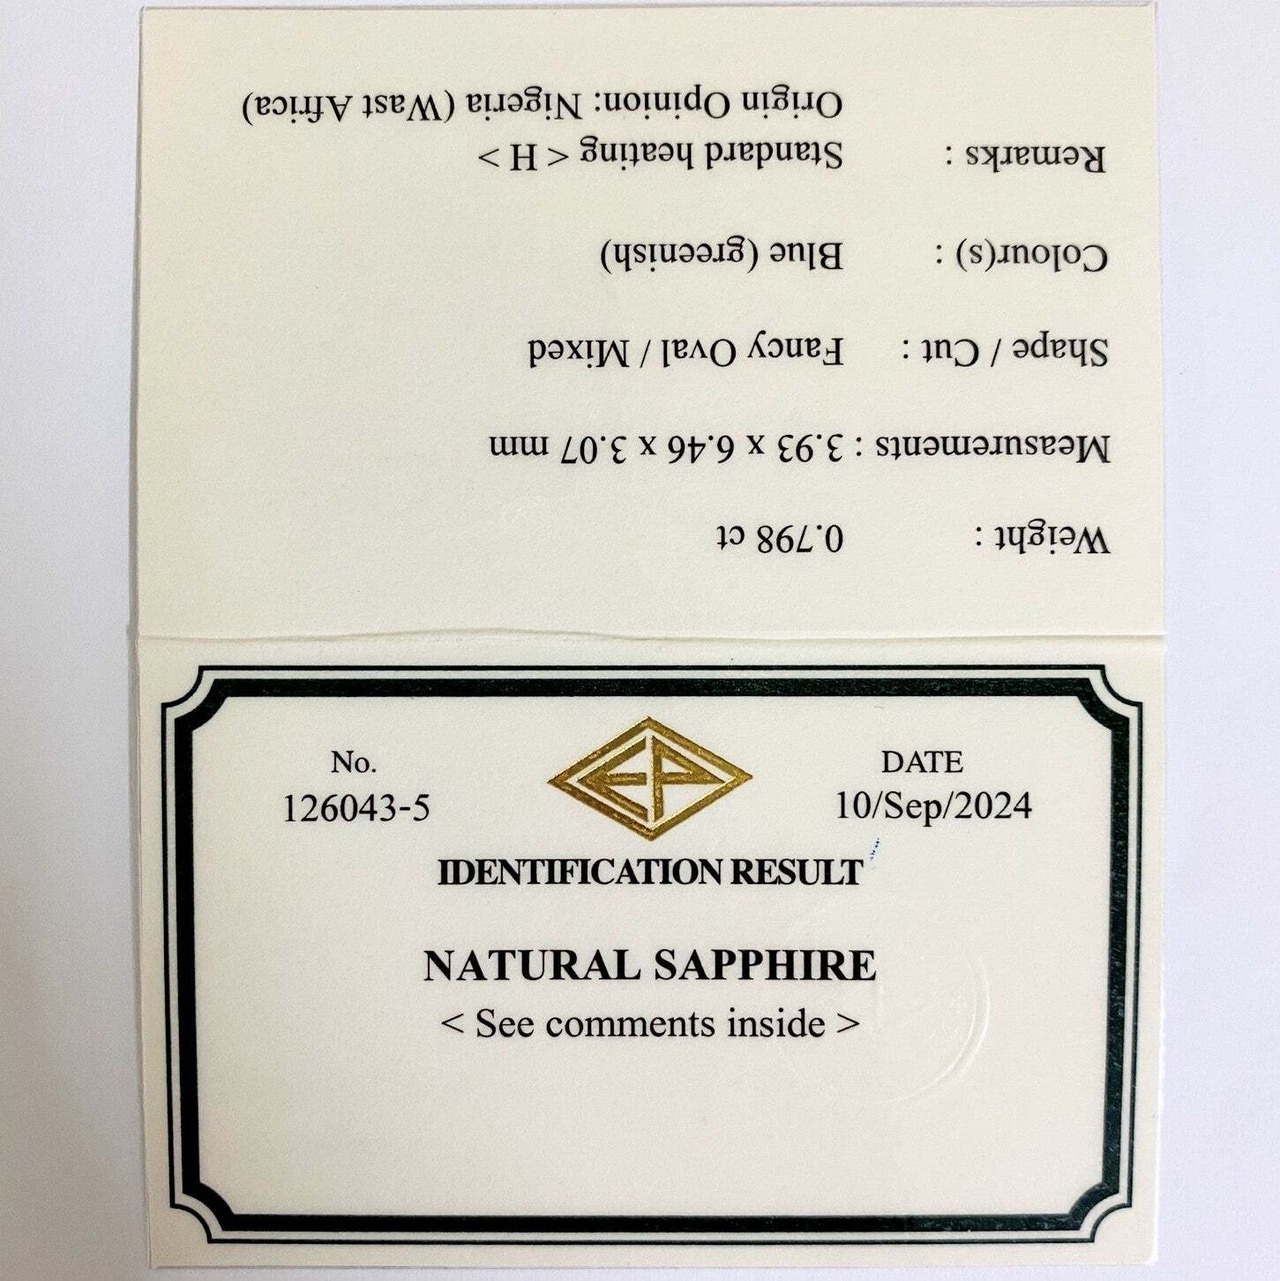 No.
126043-5
EP
DATE
10/Sep/2024
IDENTIFICATION RESULT
NATURAL SAPPHIRE
< See comments inside >
Weight : 0.798 ct
Measurements : 3.93 x 6.46 x 3.07 mm
Shape / Cut : Fancy Oval / Mixed
Colour(s) : Blue (greenish)
Remarks : Standard heating < H >
Origin Opinion: Nigeria (Wast Africa)